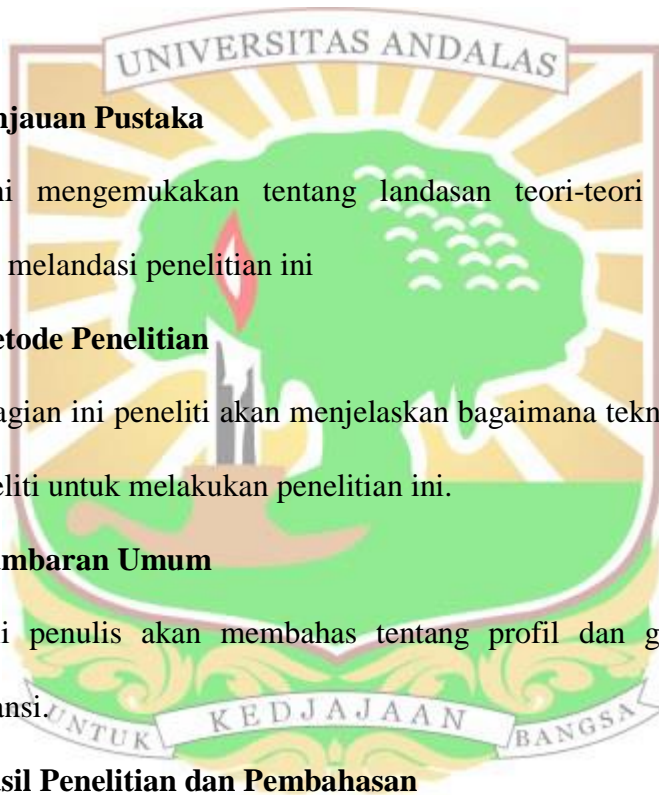 UNIVERSITAS ANDALAS
njauan Pustaka
ni mengemukakan tentang landasan teori-teori
melandasi penelitian ini
etode Penelitian
agian ini peneliti akan menjelaskan bagaimana tekn
eliti untuk melakukan penelitian ini.
ambaran Umum
i penulis akan membahas tentang profil dan g
ansi.
UNTUK KEDJAJAAN BANGSA
sil Penelitian dan Pembahasan